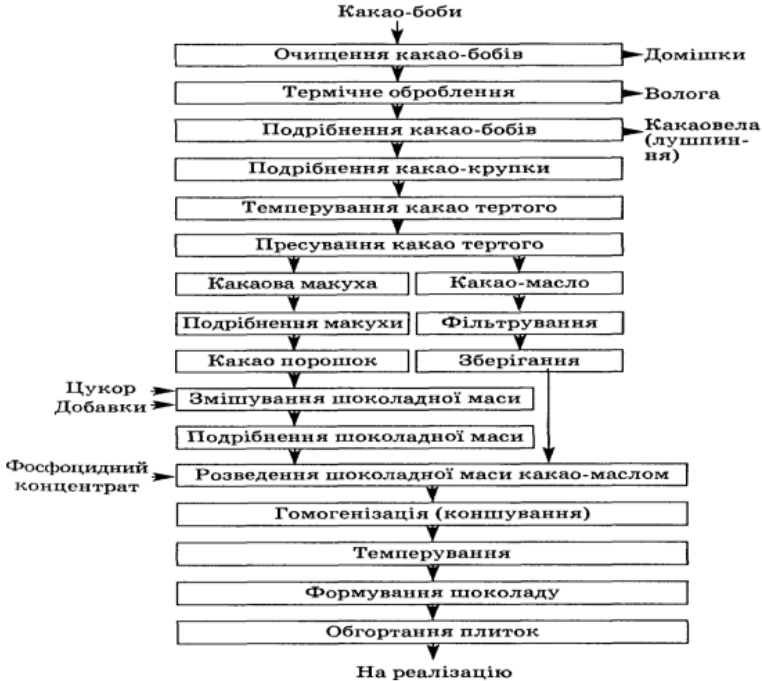 Какао-боби
Очищення какао-бобів
Домішки
Термічне оброблення
Волога
Подрібнення какао-бобів
Какаовела
(лушпин-
ня)
Подрібнення какао-крупки
Темперування какао тертого
Пресування какао тертого
Какаова макуха
Какао-масло
Подрібнення макухи
Фільтрування
Какао порошок
Зберігання
Цукор
Добавки
Змішування шоколадної маси
Подрібнення шоколадної маси
Фосфоцидний
концентрат
Розведення шоколадної маси какао-маслом
Гомогенізація (коншування)
Темперування
Формування шоколаду
Обгортання плиток
На реалізацію